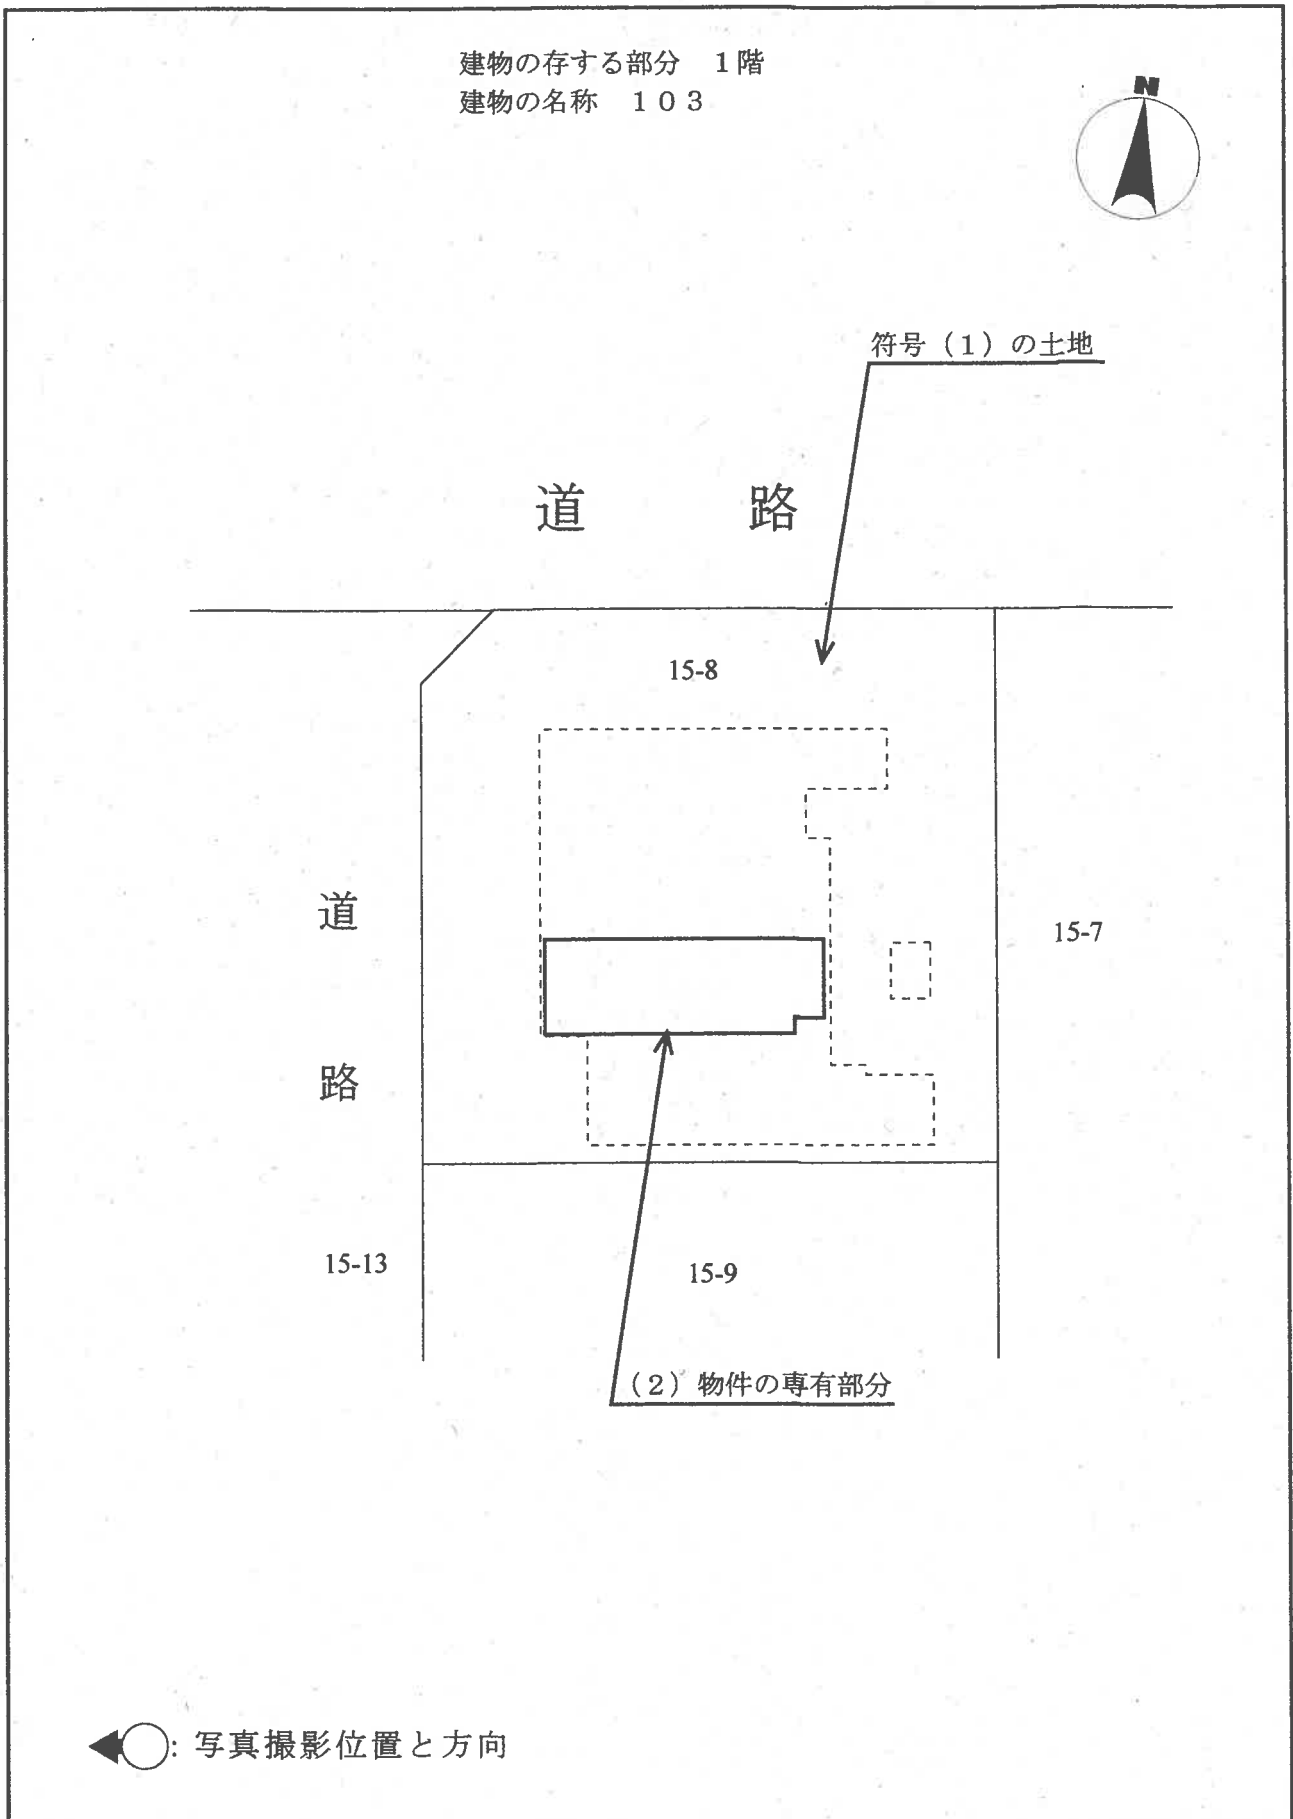 建物の存する部分　1階
建物の名称　１０３
N
符号（１）の土地
道　路
15-8
道
路
15-7
15-13
15-9
（２）物件の専有部分
：写真撮影位置と方向